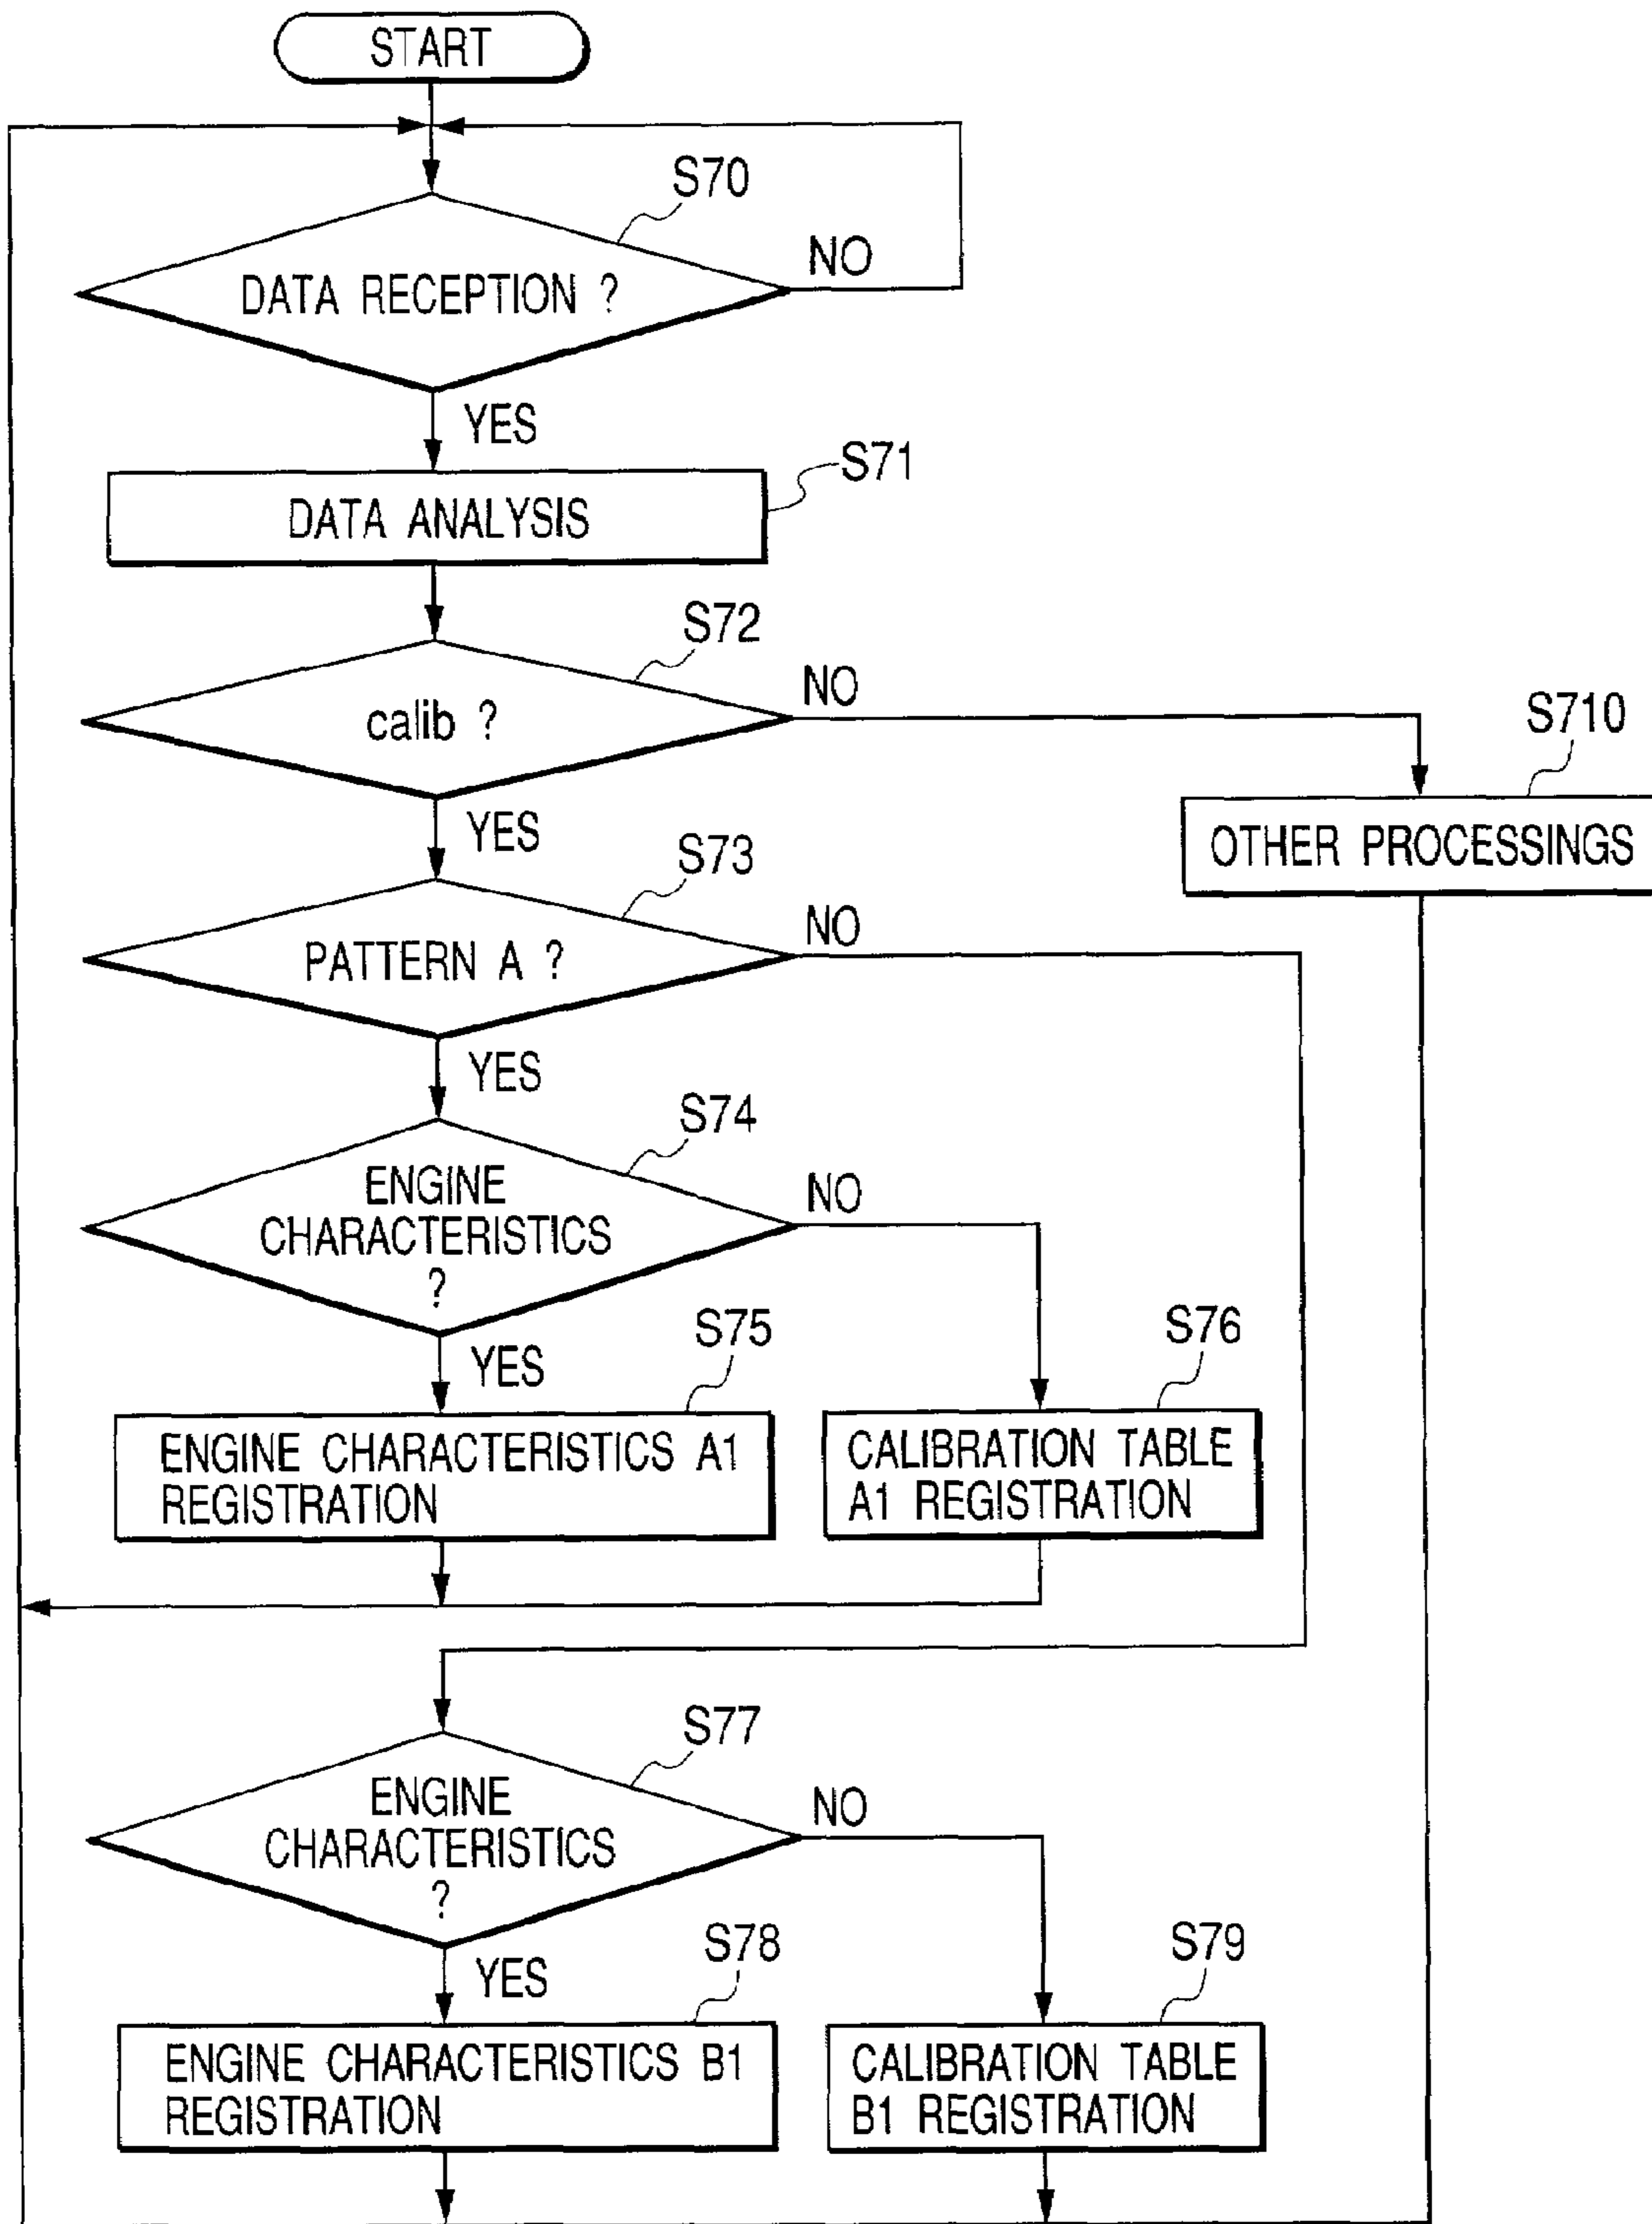 START
S70
DATA RECEPTION ?
NO
YES
S71
DATA ANALYSIS
S72
calib ?
NO
S710
OTHER PROCESSINGS
YES
S73
PATTERN A ?
NO
YES
S74
ENGINE
CHARACTERISTICS
?
NO
YES
S75
ENGINE CHARACTERISTICS A1
REGISTRATION
S76
CALIBRATION TABLE
A1 REGISTRATION
S77
ENGINE
CHARACTERISTICS
?
NO
YES
S78
ENGINE CHARACTERISTICS B1
REGISTRATION
S79
CALIBRATION TABLE
B1 REGISTRATION